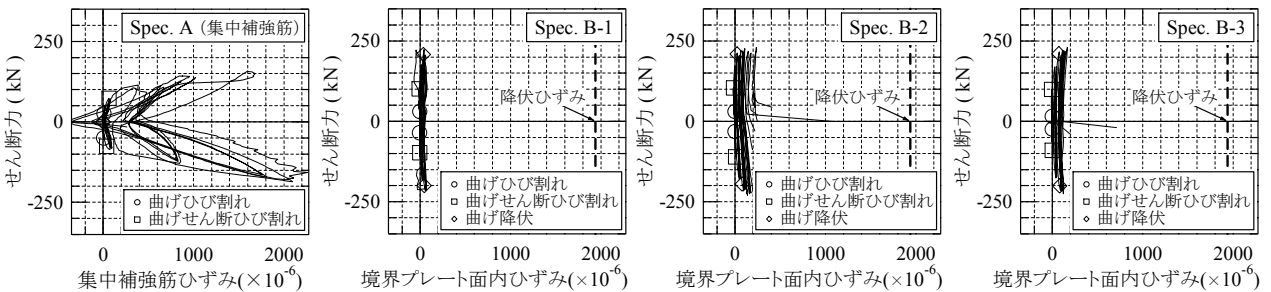 Spec. A (集中補強筋)
250
0
-250
せん断力 ( kN )
○ 曲げひび割れ
□ 曲げせん断ひび割れ
0 1000 2000
集中補強筋ひずみ(×10-6)
Spec. B-1
250
0
-250
せん断力 ( kN )
降伏ひずみ
○ 曲げひび割れ
□ 曲げせん断ひび割れ
◇ 曲げ降伏
0 1000 2000
境界プレート面内ひずみ(×10-6)
Spec. B-2
250
0
-250
せん断力 ( kN )
降伏ひずみ
○ 曲げひび割れ
□ 曲げせん断ひび割れ
◇ 曲げ降伏
0 1000 2000
境界プレート面内ひずみ(×10-6)
Spec. B-3
250
0
-250
せん断力 ( kN )
降伏ひずみ
○ 曲げひび割れ
□ 曲げせん断ひび割れ
◇ 曲げ降伏
0 1000 2000
境界プレート面内ひずみ(×10-6)